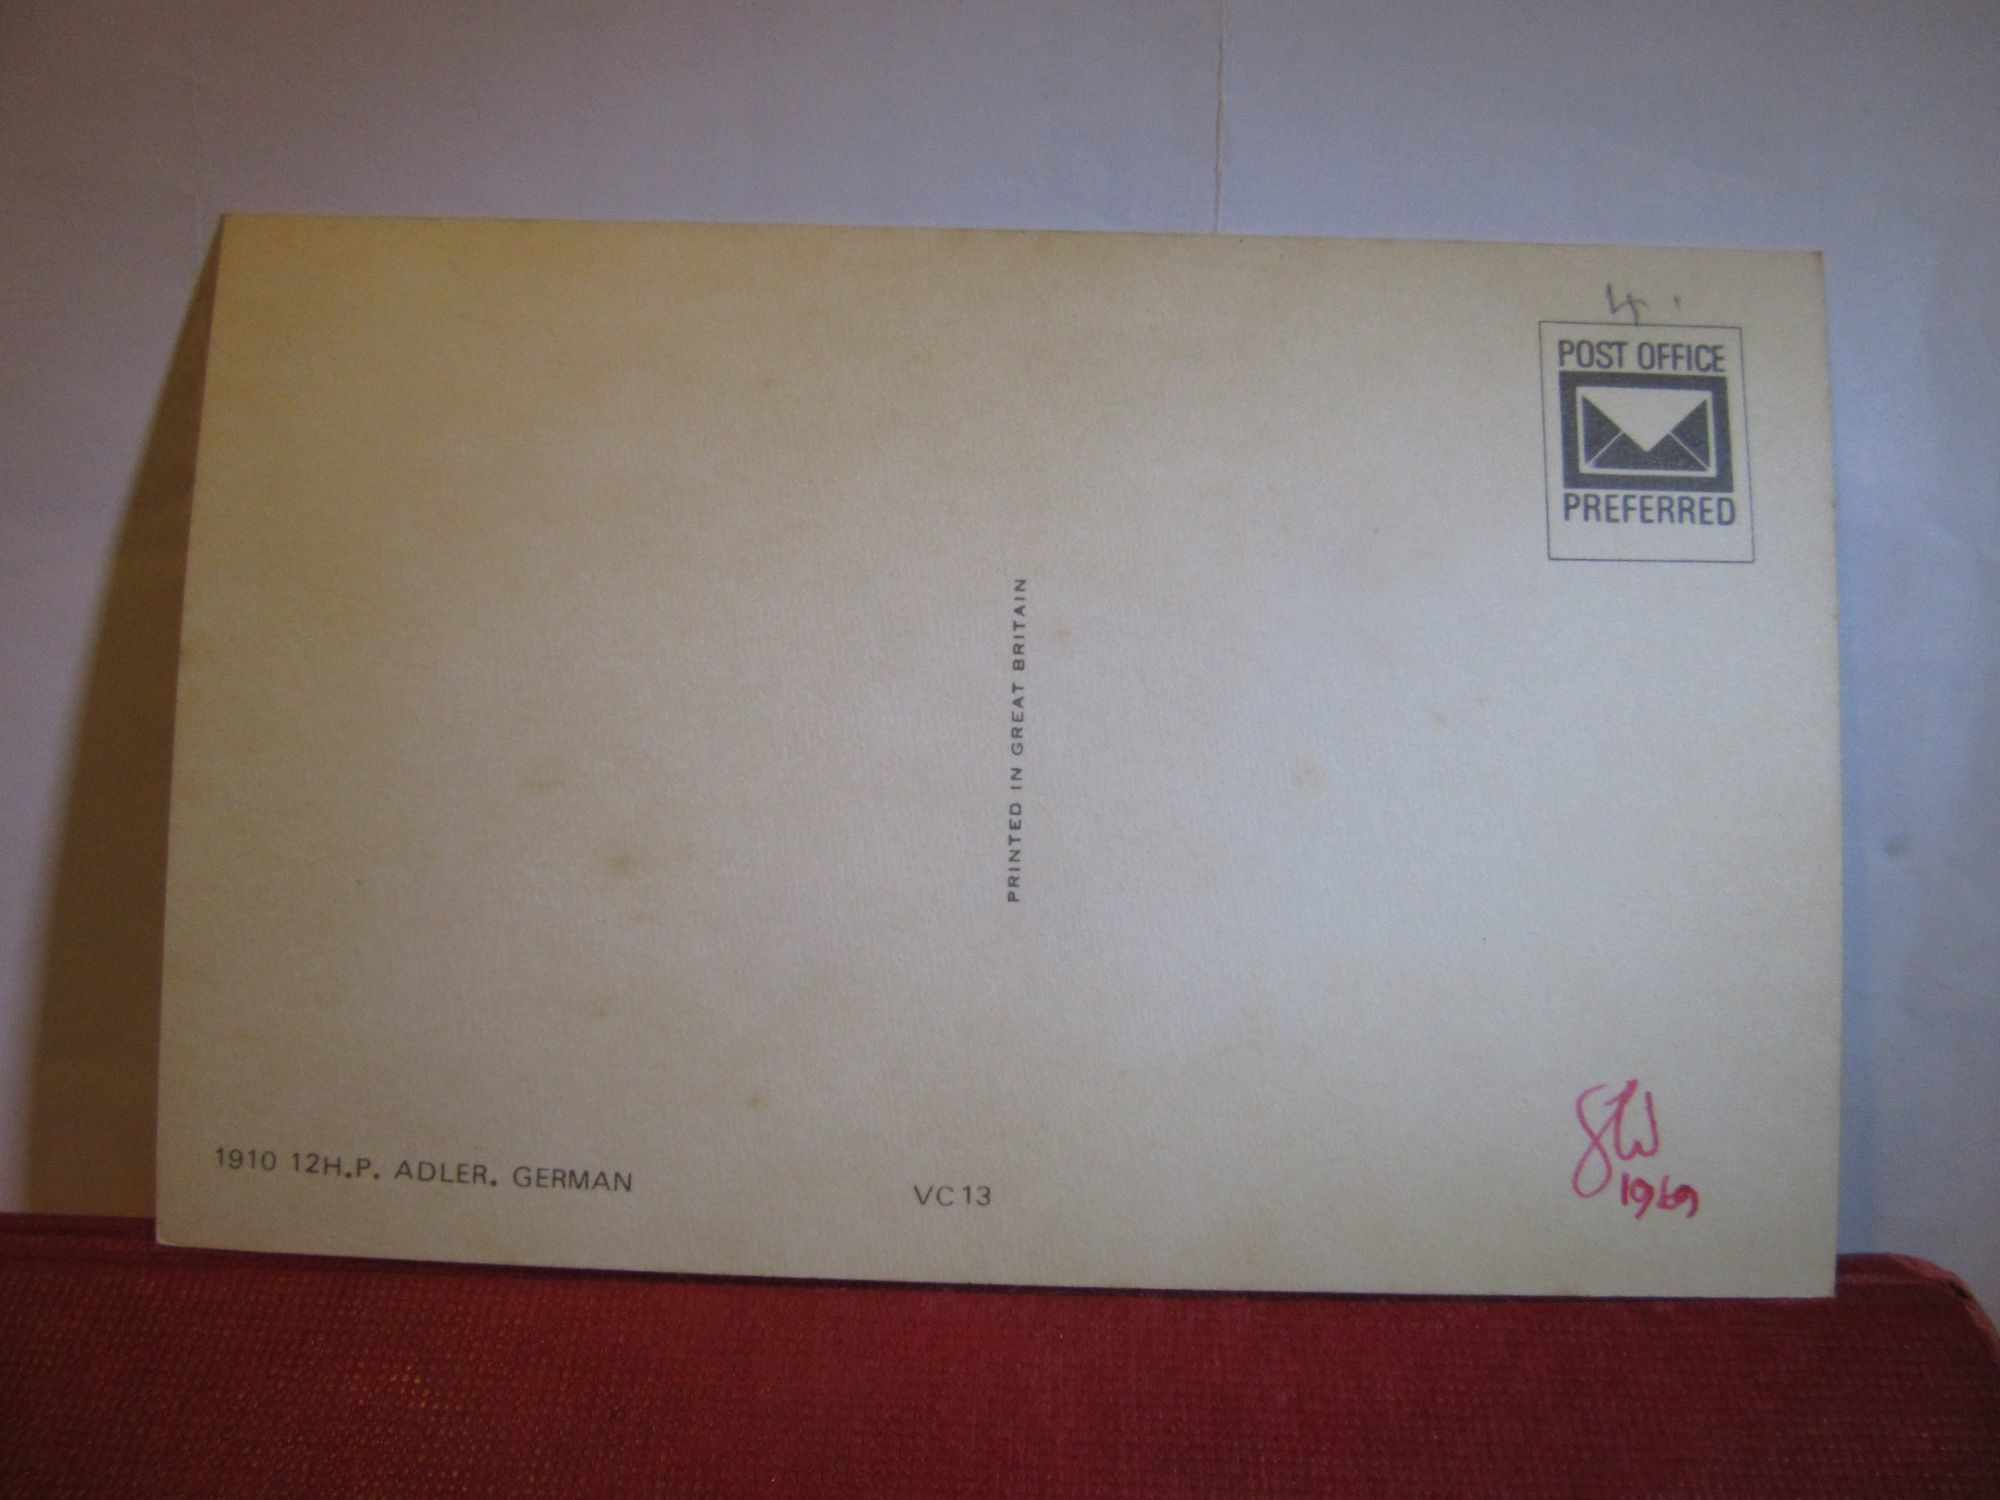 4
POST OFFICE
PREFERRED
PRINTED IN GREAT BRITAIN
1910 12H.P. ADLER. GERMAN
VC13
1969